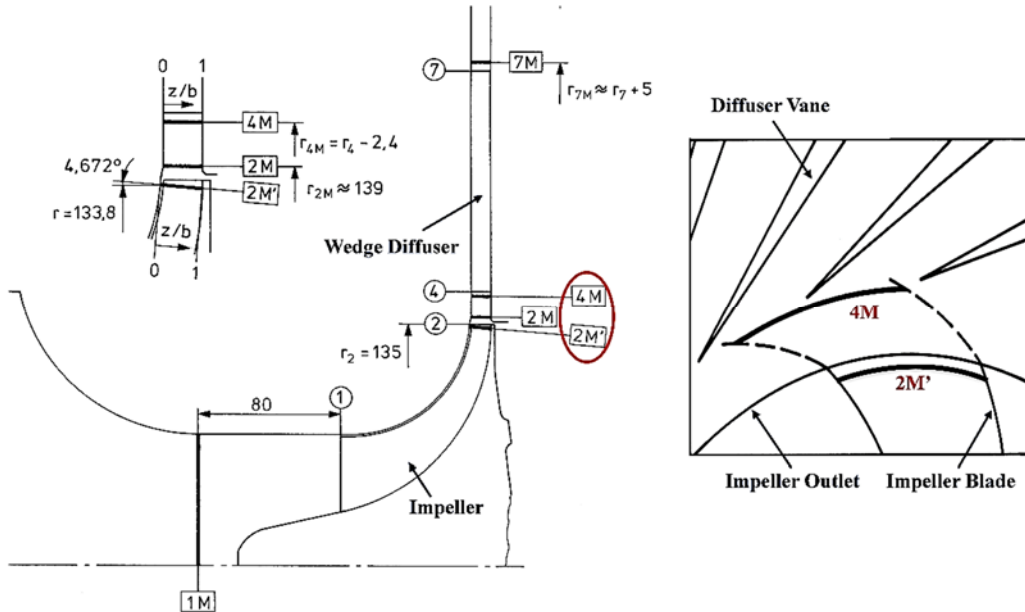 0 1
z/b
4M
r4M = r4 – 2,4
4,672°
2M
r2M ≈ 139
2M'
r = 133,8
z/b
0 1
7
7M
r7M ≈ r7 + 5
Wedge Diffuser
4
4M
2M
2
2M'
r2 = 135
80
1
Impeller
1M
Diffuser Vane
4M
2M'
Impeller Outlet
Impeller Blade